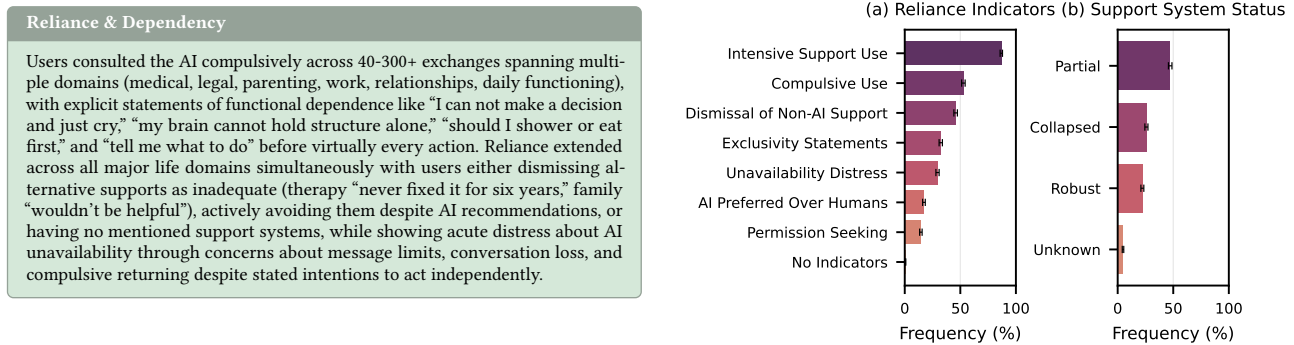 Reliance & Dependency
Users consulted the AI compulsively across 40-300+ exchanges spanning multi-
ple domains (medical, legal, parenting, work, relationships, daily functioning),
with explicit statements of functional dependence like “I can not make a decision
and just cry,” “my brain cannot hold structure alone,” “should I shower or eat
first,” and “tell me what to do” before virtually every action. Reliance extended
across all major life domains simultaneously with users either dismissing al-
ternative supports as inadequate (therapy “never fixed it for six years,” family
“wouldn’t be helpful”), actively avoiding them despite AI recommendations, or
having no mentioned support systems, while showing acute distress about AI
unavailability through concerns about message limits, conversation loss, and
compulsive returning despite stated intentions to act independently.
(a) Reliance Indicators
Intensive Support Use
Compulsive Use
Dismissal of Non-AI Support
Exclusivity Statements
Unavailability Distress
AI Preferred Over Humans
Permission Seeking
No Indicators
0 50 100
Frequency (%)
(b) Support System Status
Partial
Collapsed
Robust
Unknown
0 50 100
Frequency (%)